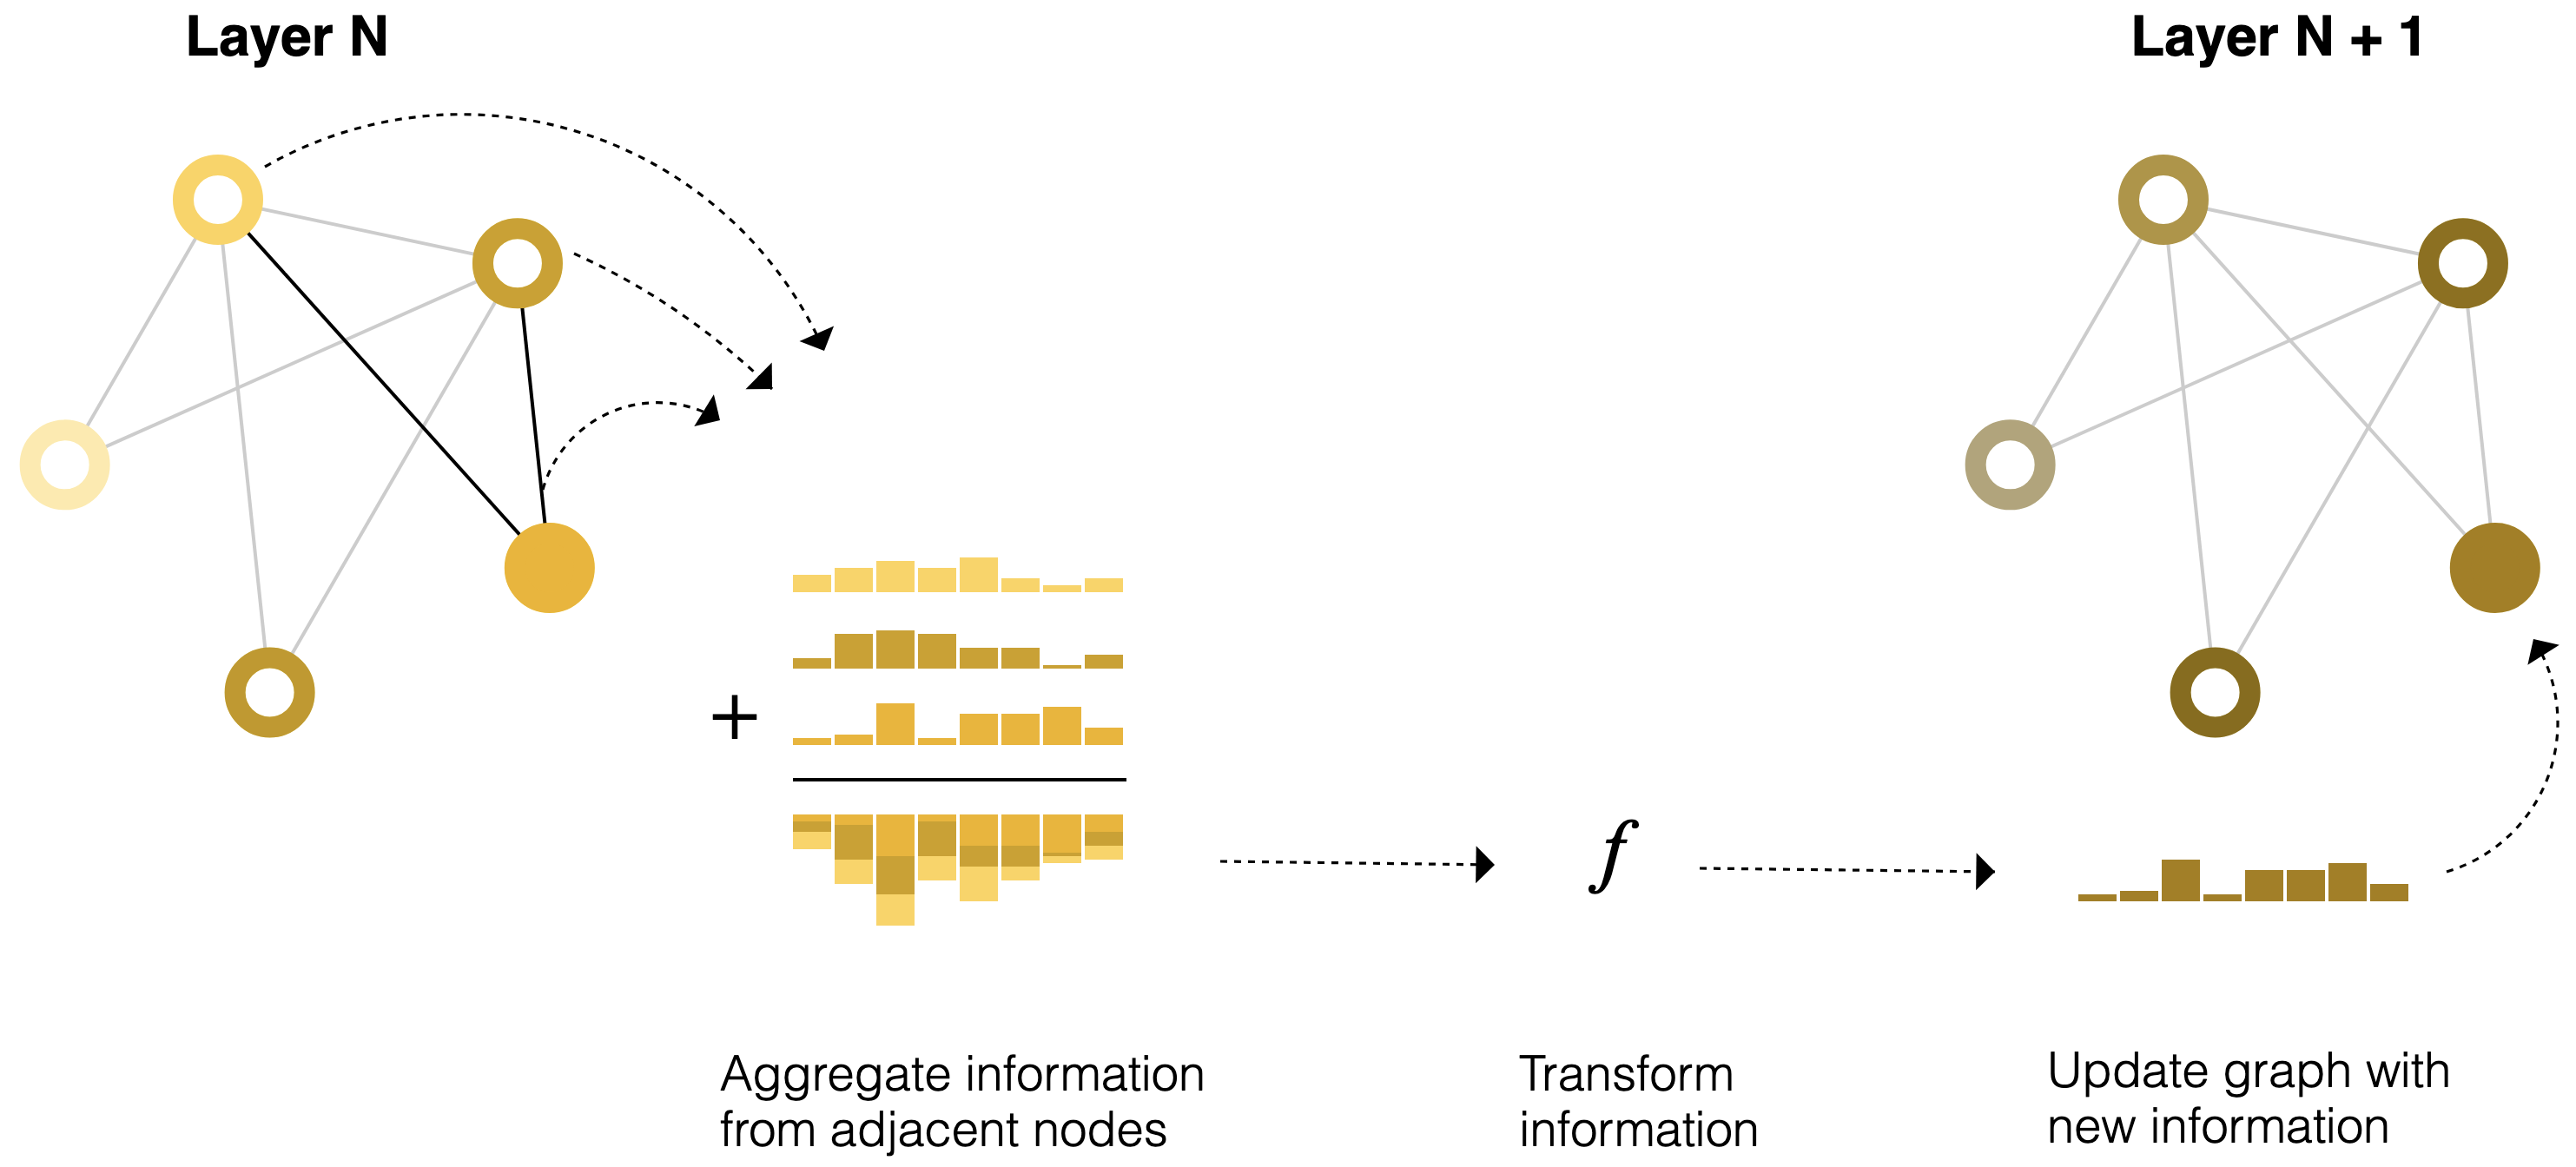 Layer N
Layer N + 1
+
f
Aggregate information
from adjacent nodes
Transform
information
Update graph with
new information